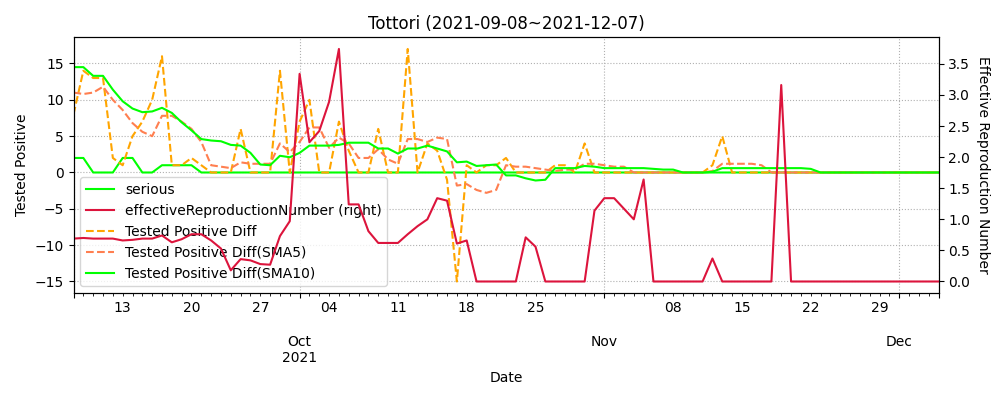 Tottori (2021-09-08~2021-12-07)
15
10
5
0
−5
−10
−15
Tested Positive
3.5
3.0
2.5
2.0
1.5
1.0
0.5
0.0
Effective Reproduction Number
serious
effectiveReproductionNumber (right)
Tested Positive Diff
Tested Positive Diff(SMA5)
Tested Positive Diff(SMA10)
13 20 27 04 11 18 25 08 15 22 29
Oct Nov Dec
2021
Date